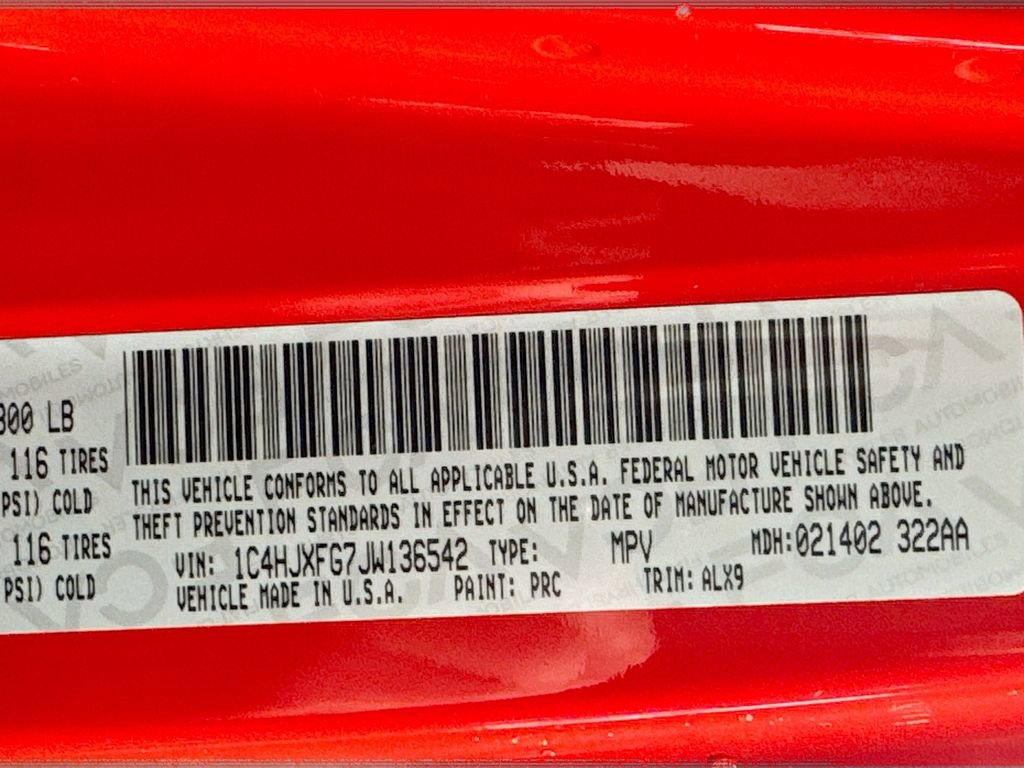 800 LB
116 TIRES
PSI) COLD
116 TIRES
PSI) COLD
THIS VEHICLE CONFORMS TO ALL APPLICABLE U.S.A. FEDERAL MOTOR VEHICLE SAFETY AND
THEFT PREVENTION STANDARDS IN EFFECT ON THE DATE OF MANUFACTURE SHOWN ABOVE.
VIN: 1C4HJXFG7JW136542 TYPE: MPV MDH:021402 322AA
VEHICLE MADE IN U.S.A. PAINT: PRC TRIM: ALX9